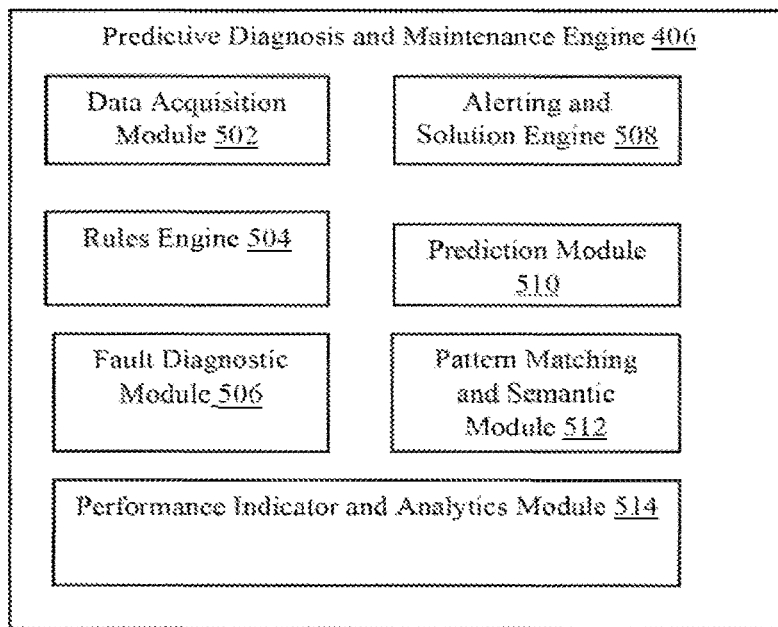 Predictive Diagnosis and Maintenance Engine 406
Data Acquisition
Module 502
Alerting and
Solution Engine 508
Rules Engine 504
Prediction Module
510
Fault Diagnostic
Module 506
Pattern Matching
and Semantic
Module 512
Performance Indicator and Analytics Module 514